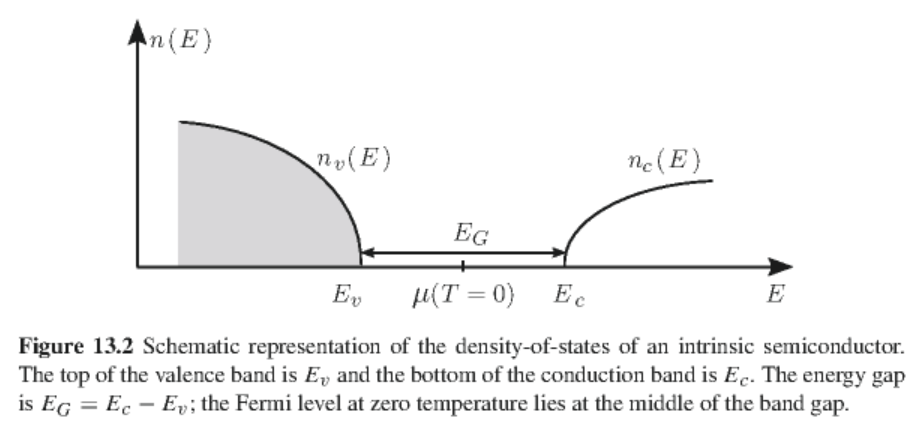 n(E)
n_v(E)
n_c(E)
E_G
E_v
μ(T = 0)
E_c
E
Figure 13.2 Schematic representation of the density-of-states of an intrinsic semiconductor.
The top of the valence band is E_v and the bottom of the conduction band is E_c. The energy gap
is E_G = E_c − E_v; the Fermi level at zero temperature lies at the middle of the band gap.